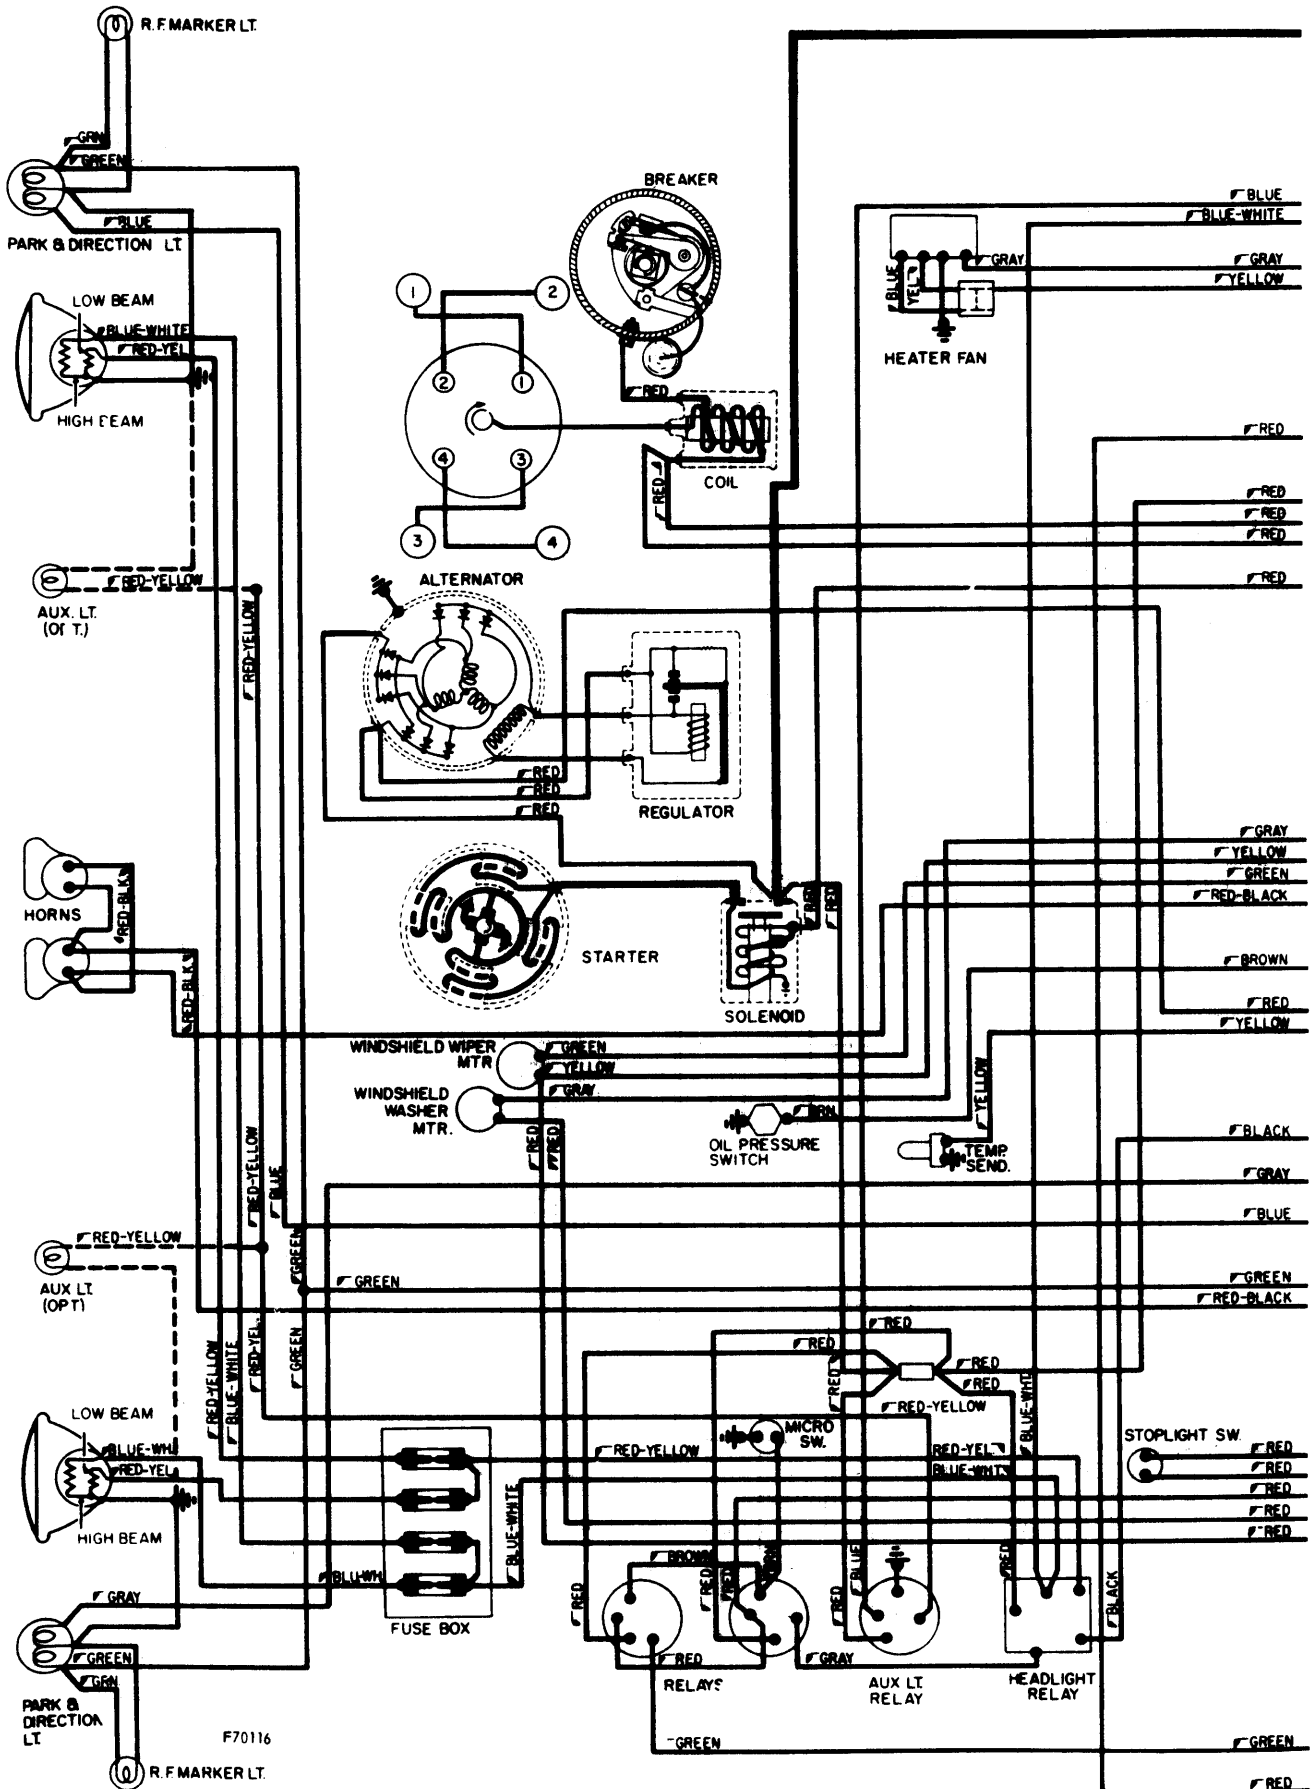 R.F. MARKER LT.
GRN
GREEN
BREAKER
BLUE
BLUE
BLUE-WHITE
PARK & DIRECTION LT.
GRAY
GRAY
BLUE
YEL
YELLOW
1
2
LOW BEAM
BLUE-WHITE
RED-YEL
HEATER FAN
2
1
RED
HIGH BEAM
RED
4
3
COIL
RED
RED
RED
RED
3
4
RED-YELLOW
ALTERNATOR
RED
AUX. LT.
(OPT.)
RED-YELLOW
RED
RED
RED
REGULATOR
GRAY
YELLOW
GREEN
RED-BLACK
HORNS
RED-BLK
RED
RED
STARTER
BROWN
RED-BLK
SOLENOID
RED
YELLOW
WINDSHIELD WIPER
MTR
GREEN
YELLOW
GRAY
WINDSHIELD
WASHER
MTR.
YELLOW
BRN
RED
RED
OIL PRESSURE
SWITCH
TEMP.
SEND.
BLACK
RED-YELLOW
BLUE
GRAY
BLUE
RED-YELLOW
GREEN
AUX LT.
(OPT)
GREEN
GREEN
RED-BLACK
RED
RED
RED
RED
RED-YEL
GREEN
RED
RED-YELLOW
BLUE-WHITE
BLUE-WHT
RED-YELLOW
LOW BEAM
MICRO
SW.
STOPLIGHT SW.
BLUE-WH
RED-YEL
RED-YELLOW
RED-YEL
BLUE-WHT
RED
RED
RED
RED
RED
HIGH BEAM
BLUE-WHITE
BLU-WH
BROWN
BRN
BLUE
RED
RED
RED
RED
RED
BLACK
GRAY
FUSE BOX
GREEN
GRN
RED
RELAYS
GRAY
AUX LT.
RELAY
HEADLIGHT
RELAY
PARK &
DIRECTION
LT.
F70116
GREEN
GREEN
R.F. MARKER LT.
RED